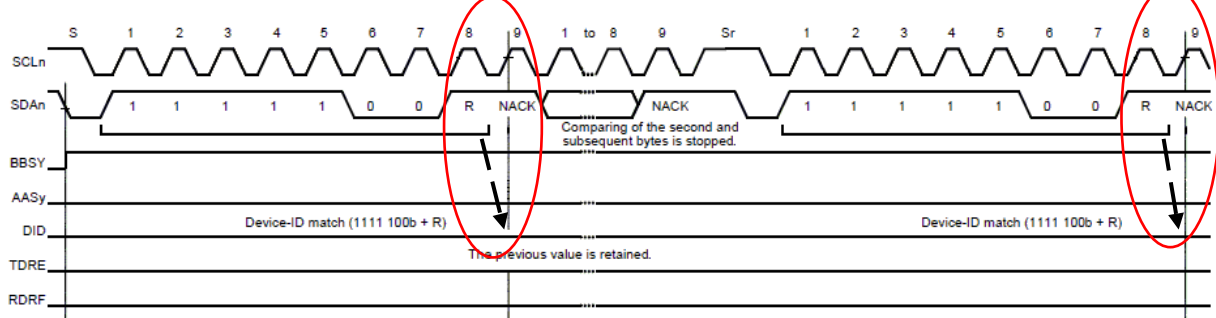 S 1 2 3 4 5 6 7 8 9 1 to 8 9 Sr 1 2 3 4 5 6 7 8 9
SCLn
SDAn 1 1 1 1 1 0 0 R NACK NACK 1 1 1 1 1 0 0 R NACK
Comparing of the second and
subsequent bytes is stopped.
BBSY
AASy
Device-ID match (1111 100b + R) Device-ID match (1111 100b + R)
DID
The previous value is retained.
TDRE
RDRF